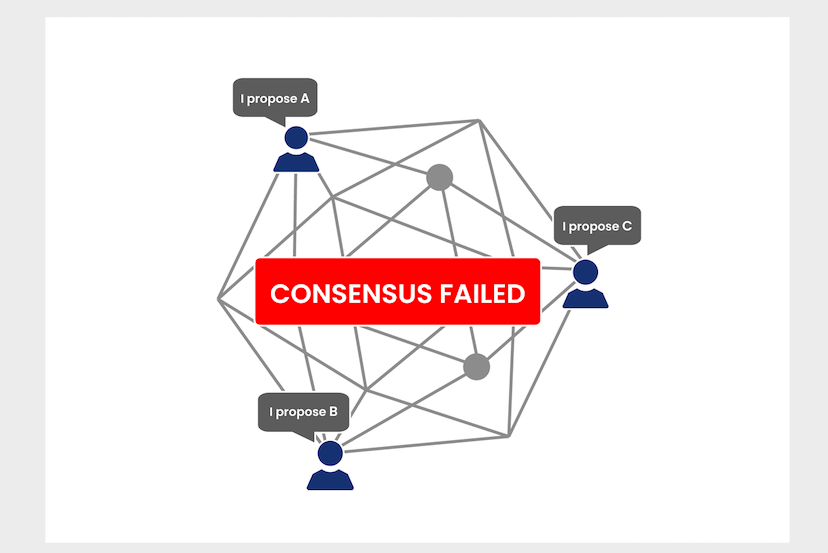 I propose A
I propose C
CONSENSUS FAILED
I propose B